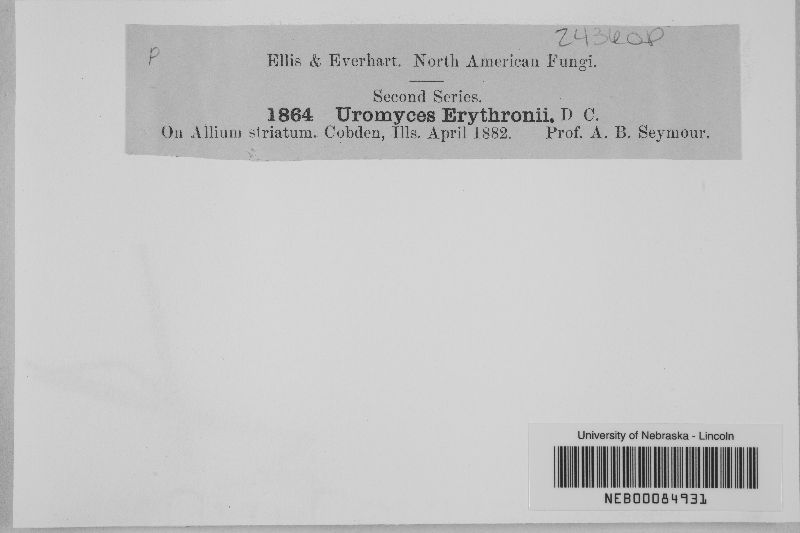 24360P
P
Ellis & Everhart. North American Fungi.
Second Series.
1864 Uromyces Erythronii, D C.
On Allium striatum. Cobden, Ills. April 1882. Prof. A. B. Seymour.
University of Nebraska - Lincoln
NEB00084931